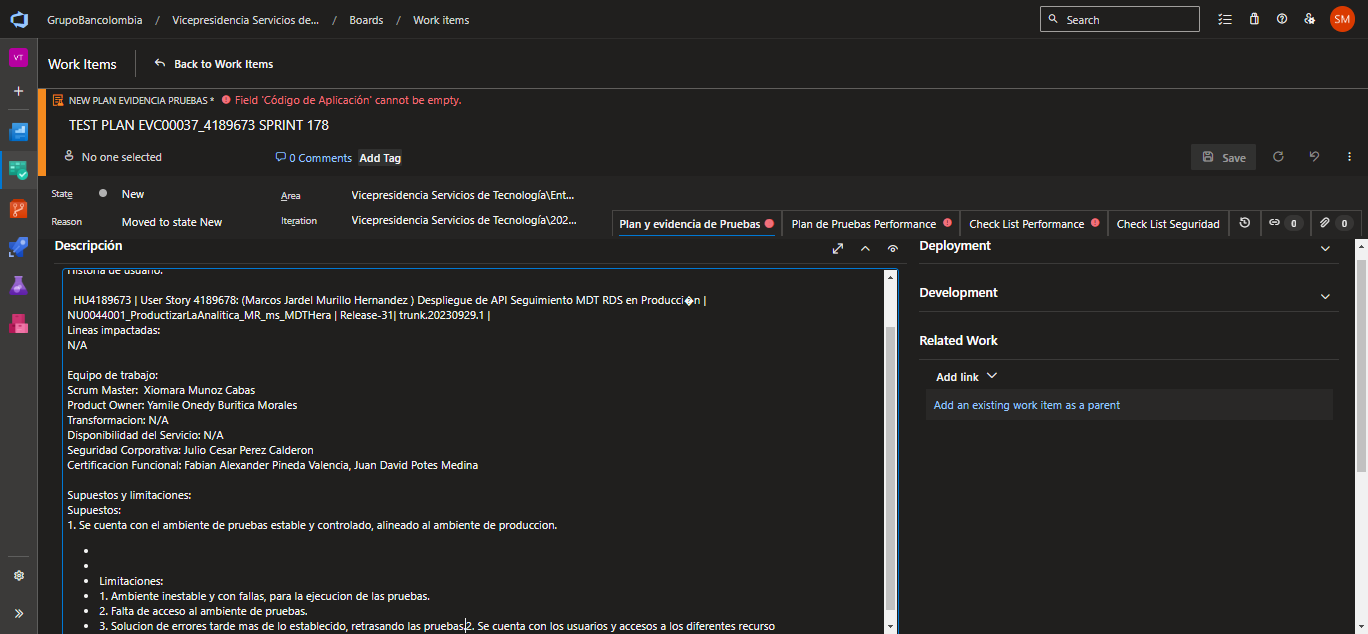 GrupoBancolombia / Vicepresidencia Servicios de... / Boards / Work items
Search
SM
VT
Work Items
Back to Work Items
NEW PLAN EVIDENCIA PRUEBAS * Field 'Código de Aplicación' cannot be empty.
TEST PLAN EVC00037_4189673 SPRINT 178
No one selected
0 Comments
Add Tag
Save
State
New
Area
Vicepresidencia Servicios de Tecnología\Ent...
Reason
Moved to state New
Iteration
Vicepresidencia Servicios de Tecnología\202...
Plan y evidencia de Pruebas
Plan de Pruebas Performance
Check List Performance
Check List Seguridad
0
0
Descripción
Historia de usuario:
HU4189673 | User Story 4189678: (Marcos Jardel Murillo Hernandez ) Despliegue de API Seguimiento MDT RDS en Producci�n |
NU0044001_ProductizarLaAnalitica_MR_ms_MDTHera | Release-31| trunk.20230929.1 |
Lineas impactadas:
N/A
Equipo de trabajo:
Scrum Master:  Xiomara Munoz Cabas
Product Owner: Yamile Onedy Buritica Morales
Transformacion: N/A
Disponibilidad del Servicio: N/A
Seguridad Corporativa: Julio Cesar Perez Calderon
Certificacion Funcional: Fabian Alexander Pineda Valencia, Juan David Potes Medina
Supuestos y limitaciones:
Supuestos:
1. Se cuenta con el ambiente de pruebas estable y controlado, alineado al ambiente de produccion.
•
•
• Limitaciones:
• 1. Ambiente inestable y con fallas, para la ejecucion de las pruebas.
• 2. Falta de acceso al ambiente de pruebas.
• 3. Solucion de errores tarde mas de lo establecido, retrasando las pruebas.2. Se cuenta con los usuarios y accesos a los diferentes recurso
Deployment
Development
Related Work
Add link
Add an existing work item as a parent